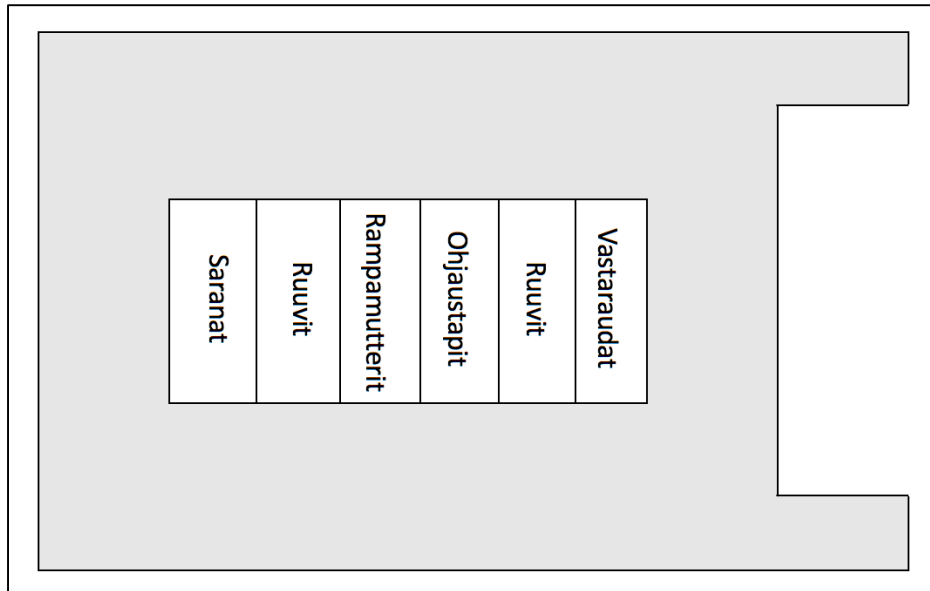 Saranat
Ruuvit
Rampamutterit
Ohjaustapit
Ruuvit
Vastaraudat